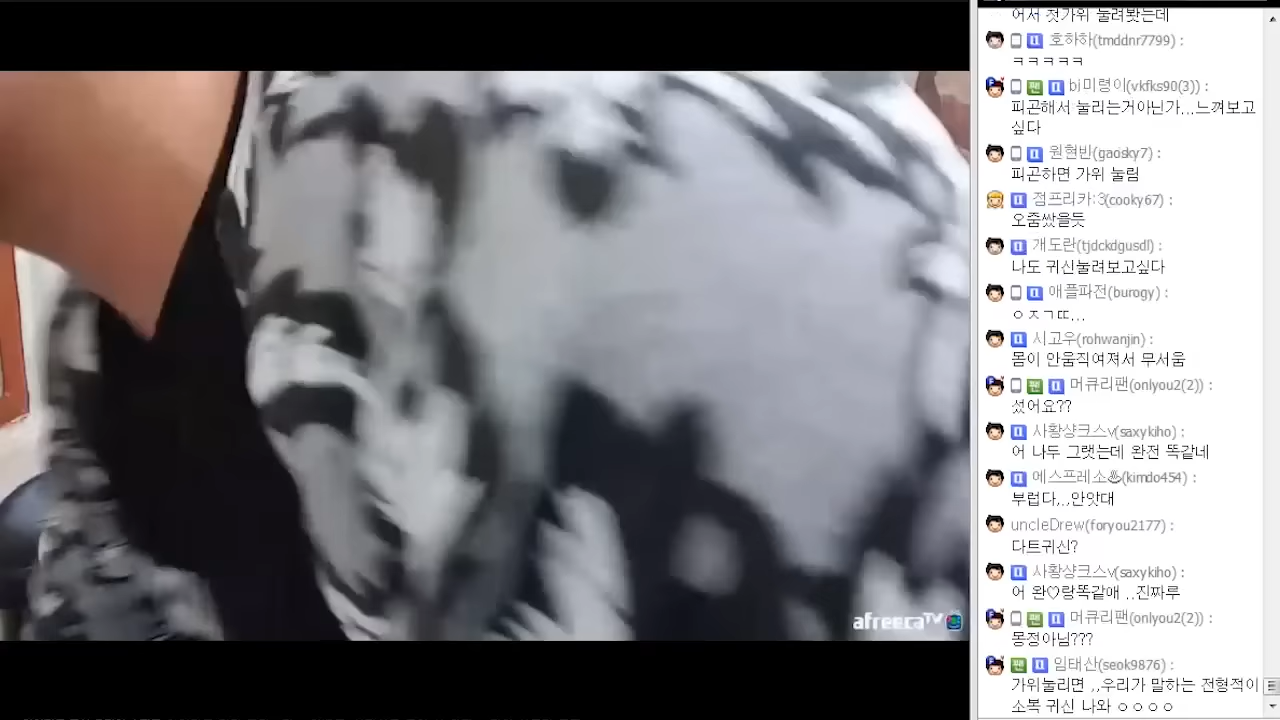 어서 첫가위 눌려봣는데
호하하(tmddnr7799) :
ㅋㅋㅋㅋㅋ
bj미령이(vkfks90(3)) :
피곤해서 눌리는거아닌가...느껴보고
싶다
원현빈(gaosky7) :
피곤하면 가위 눌림
점프리카:3(cooky67) :
오줌쌌을듯
개도란(tjdckdgusdl) :
나도 귀신눌려보고싶다
애플파전(burogy) :
ㅇㅈㄱㄸ...
시고우(rohwanjin) :
몸이 안움직여져서 무서움
머큐리팬(onlyou2(2)) :
섰어요??
사황샹크스v(saxykiho) :
어 나두 그랫는데 완전 똑같네
에스프레소♨(kimdo454) :
부럽다,,,안앗대
uncleDrew(foryou2177) :
다트귀신?
사황샹크스v(saxykiho) :
어 완♡랑똑같애 ,,진짜루
머큐리팬(onlyou2(2)) :
몽정아님???
임태산(seok9876) :
가위눌리면 ,,우리가 말하는 전형적이
소복 귀신 나와 ㅇㅇㅇㅇ
afreecaTV